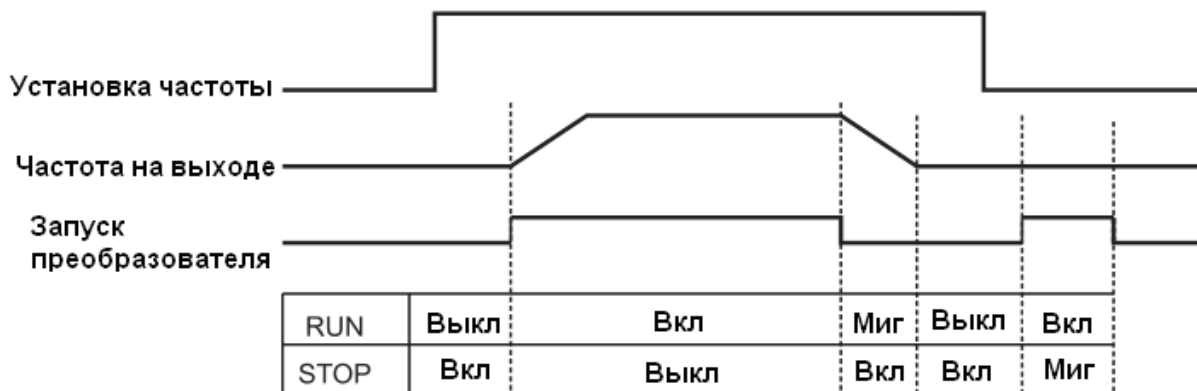 Установка частоты
Частота на выходе
Запуск
преобразователя
RUN Выкл Вкл Миг Выкл Вкл
STOP Вкл Выкл Вкл Вкл Миг